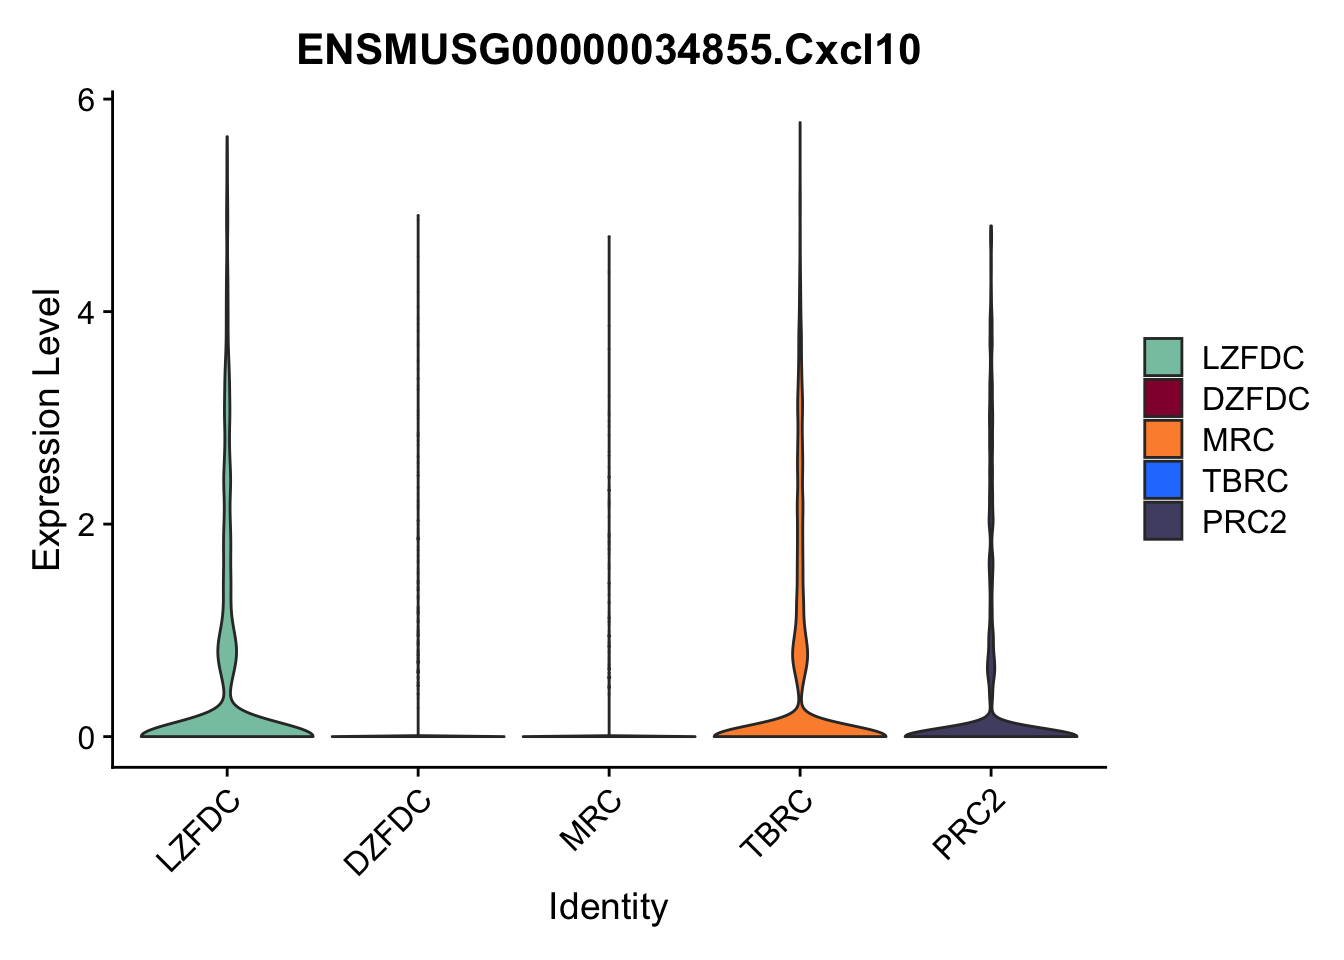 ENSMUSG00000034855.Cxcl10
6
4
2
0
Expression Level
LZFDC
DZFDC
MRC
TBRC
PRC2
Identity
LZFDC
DZFDC
MRC
TBRC
PRC2